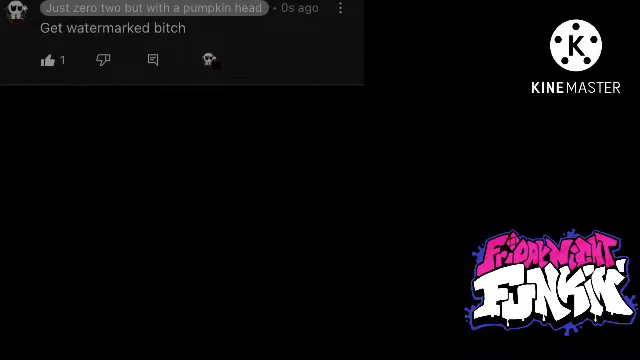 Just zero two but with a pumpkin head • 0s ago
Get watermarked bitch
1
K
KINEMASTER
FRIDAY NIGHT
FUNKIN'